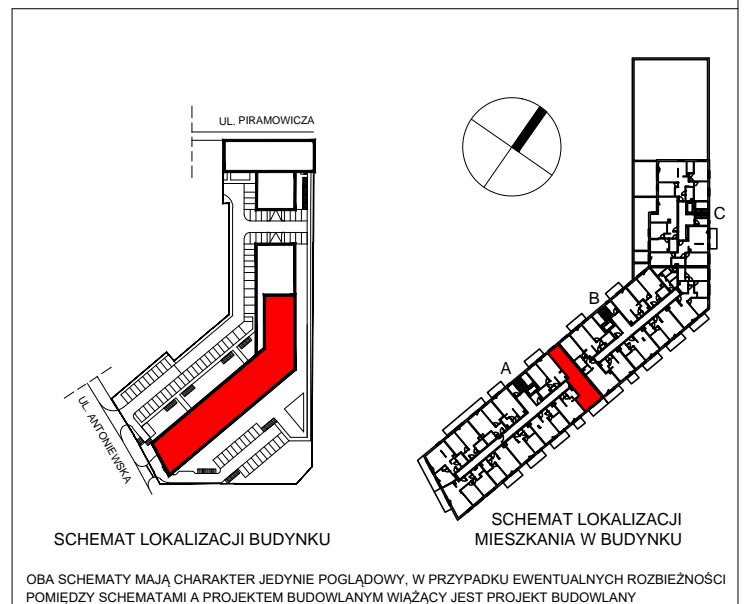 UL. PIRAMOWICZA
C
B
A
UL. ANTONIEWSKA
SCHEMAT LOKALIZACJI BUDYNKU
SCHEMAT LOKALIZACJI
MIESZKANIA W BUDYNKU
OBA SCHEMATY MAJĄ CHARAKTER JEDYNIE POGLĄDOWY, W PRZYPADKU EWENTUALNYCH ROZBIEŻNOŚCI
POMIĘDZY SCHEMATAMI A PROJEKTEM BUDOWLANYM WIĄŻĄCY JEST PROJEKT BUDOWLANY